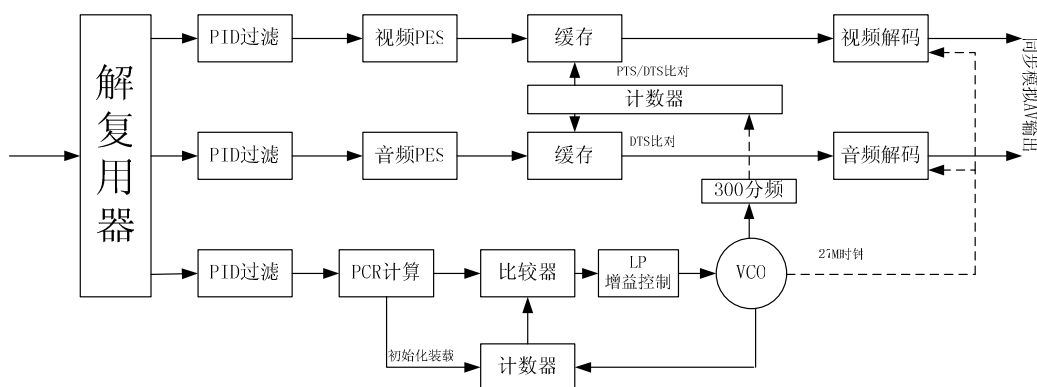 解复用器
PID过滤
视频PES
缓存
视频解码
PTS/DTS比对
计数器
PID过滤
音频PES
缓存
DTS比对
音频解码
同步模拟AV输出
300分频
PID过滤
PCR计算
比较器
LP
增益控制
VCO
27M时钟
初始化装载
计数器